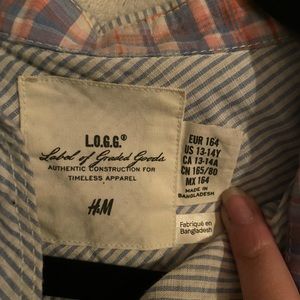 L.O.G.G.®
Label of Graded Goods
AUTHENTIC CONSTRUCTION FOR
TIMELESS APPAREL
H&M
EUR 164
US 13-14Y
CA 13-14A
CN 165/80
MX 164
MADE IN
BANGLADESH
Fabriqué en
Bangladesh